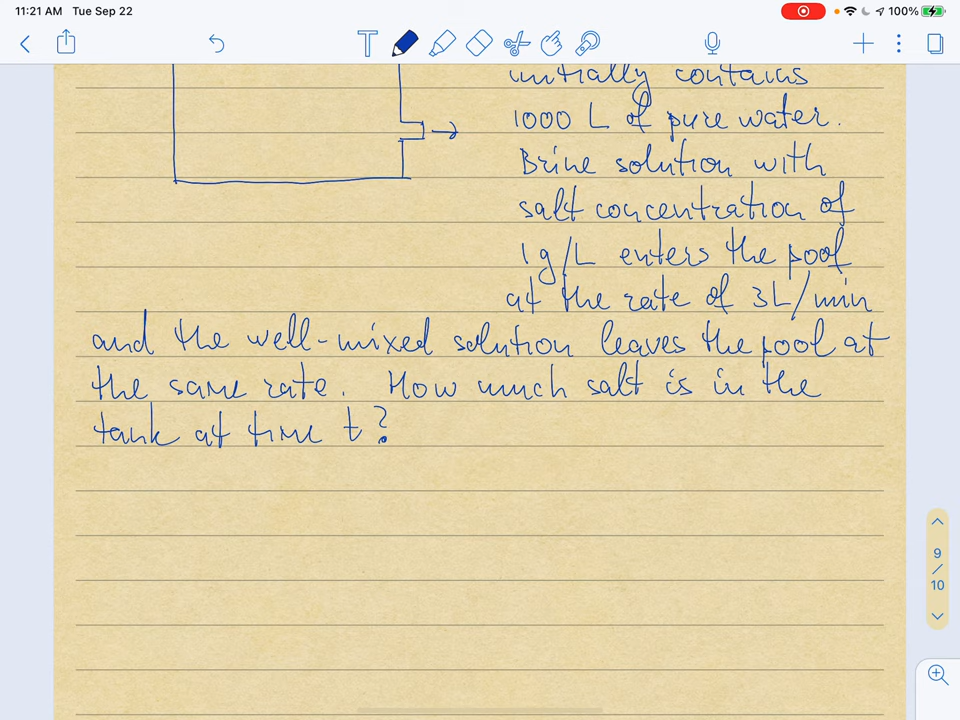 11:21 AM Tue Sep 22
100%
T
initially contains
1000 L of pure water.
Brine solution with
salt concentration of
1g/L enters the pool
at the rate of 3L/min
and the well-mixed solution leaves the pool at
the same rate. How much salt is in the
tank at time t?
9
/
10